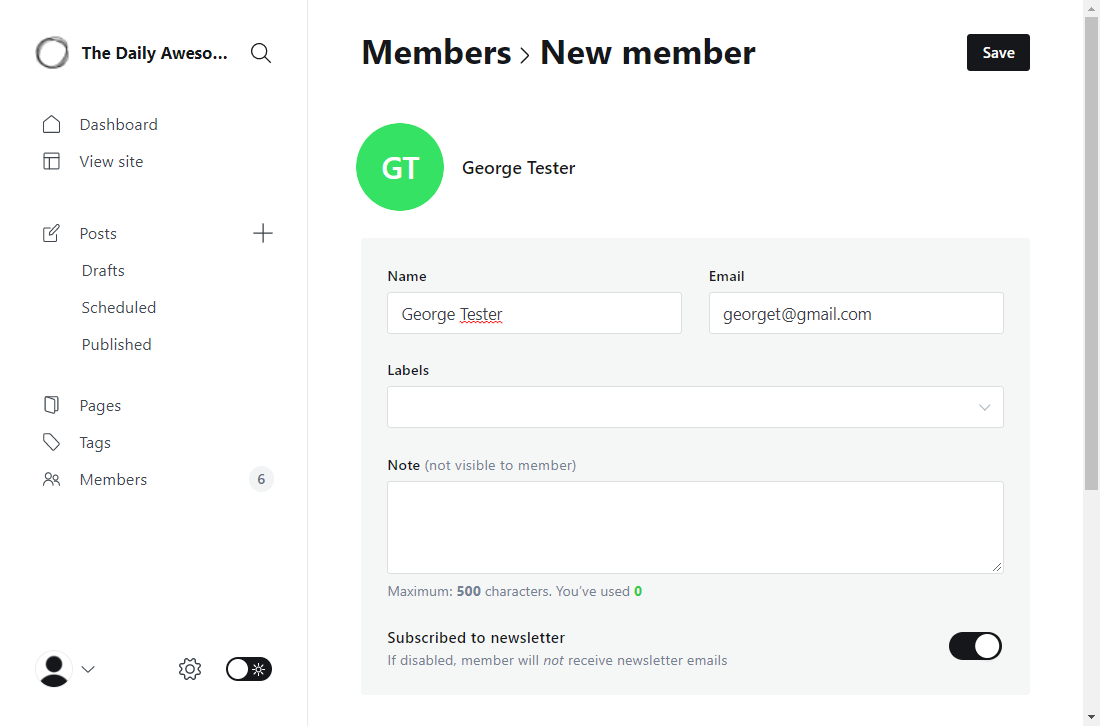 The Daily Aweso...
Dashboard
View site
Posts
Drafts
Scheduled
Published
Pages
Tags
Members 6
Members › New member
Save
GT
George Tester
Name Email
George Tester georget@gmail.com
Labels
Note (not visible to member)
Maximum: 500 characters. You’ve used 0
Subscribed to newsletter
If disabled, member will not receive newsletter emails